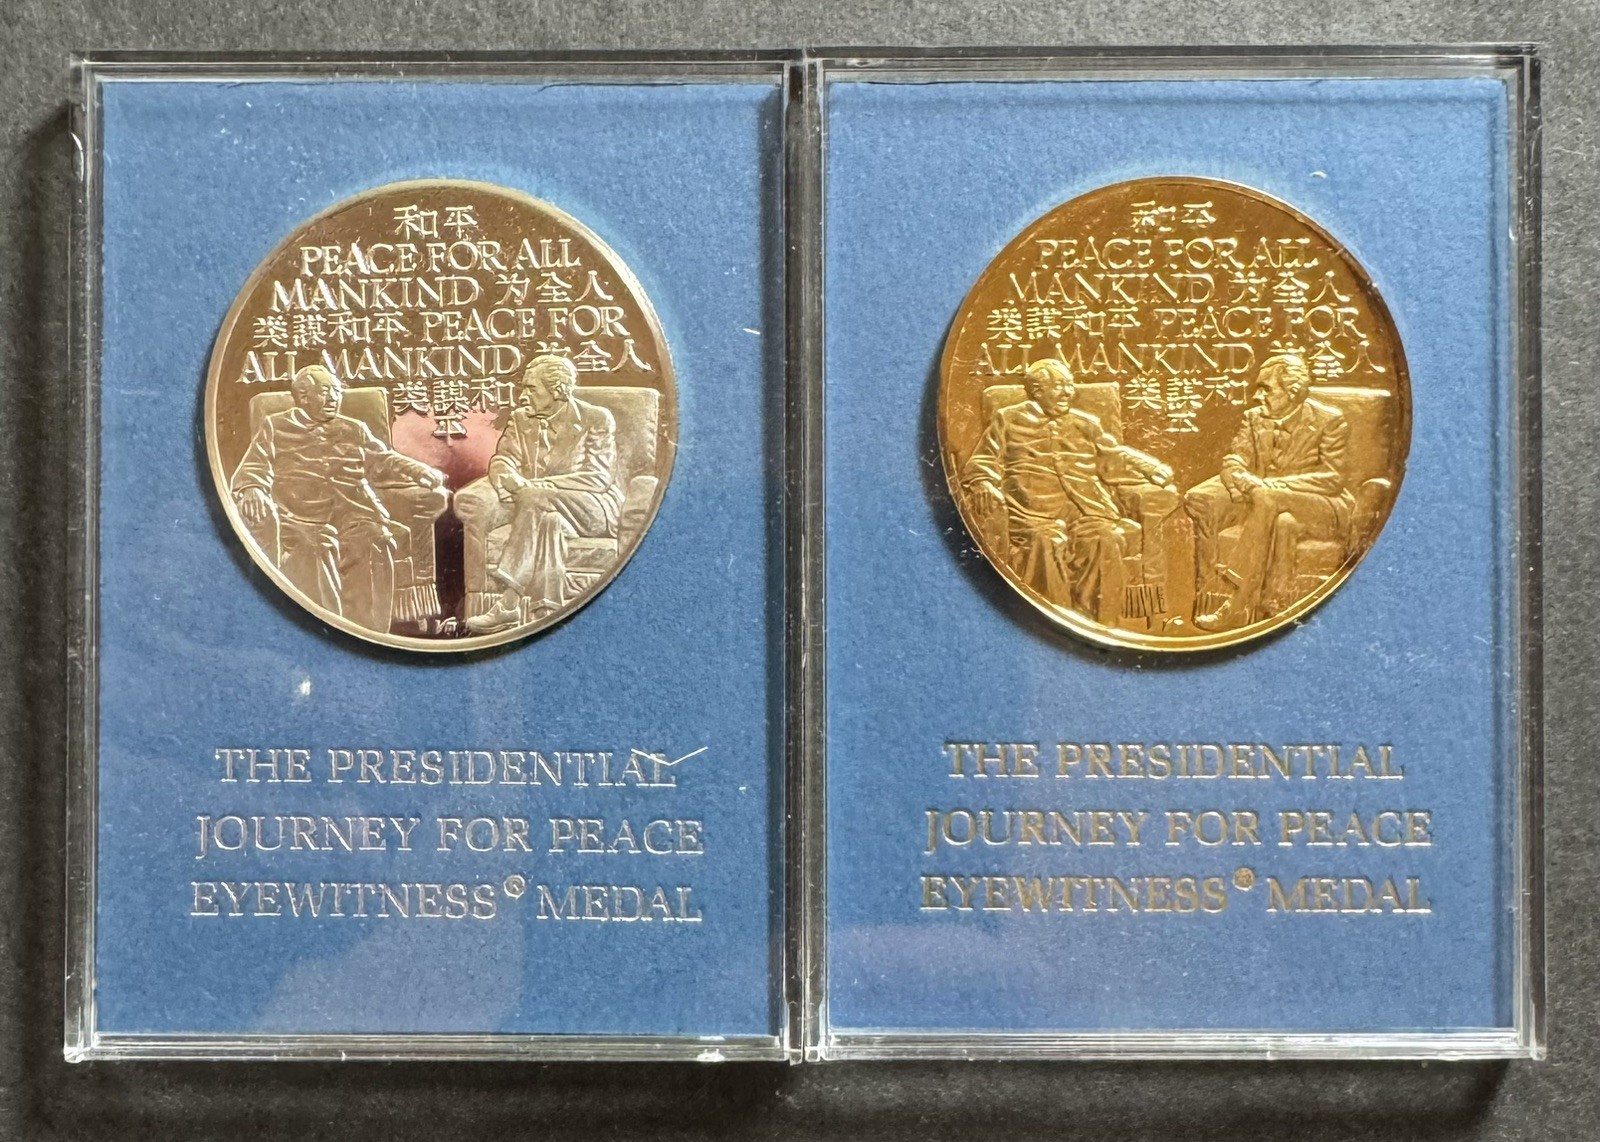 和平
PEACE FOR ALL
MANKIND 为全人
类謀和平 PEACE FOR
ALL MANKIND 为全人
类謀和
平
THE PRESIDENTIAL
JOURNEY FOR PEACE
EYEWITNESS® MEDAL
和平
PEACE FOR ALL
MANKIND 为全人
类謀和平 PEACE FOR
ALL MANKIND 为全人
类謀和
平
THE PRESIDENTIAL
JOURNEY FOR PEACE
EYEWITNESS® MEDAL